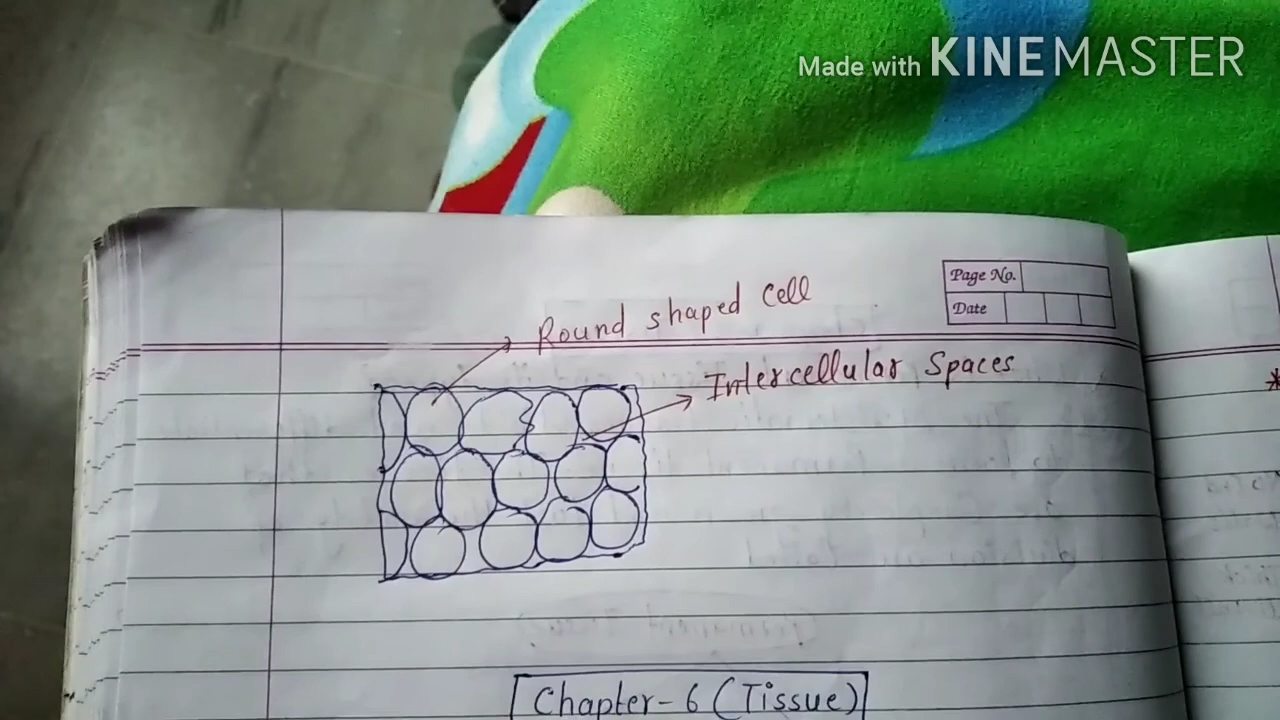 Made with KINEMASTER
Page No.
Date
Round shaped cell
Intercellular Spaces
Chapter-6 (Tissue)